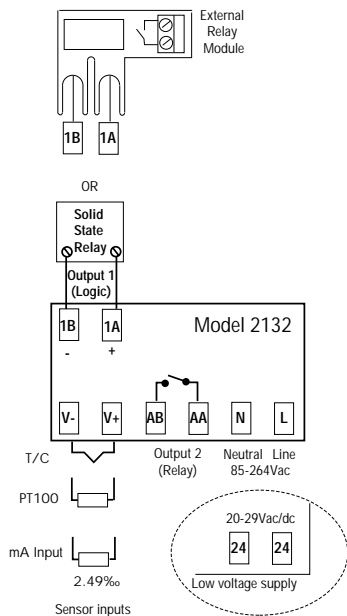 External
Relay
Module
1B 1A
OR
Solid
State
Relay
Output 1
(Logic)
1B 1A
Model 2132
- +
V- V+ AB AA N L
T/C
Output 2
(Relay)
Neutral Line
85-264Vac
PT100
mA Input
2.49‰
Sensor inputs
20-29Vac/dc
24 24
Low voltage supply